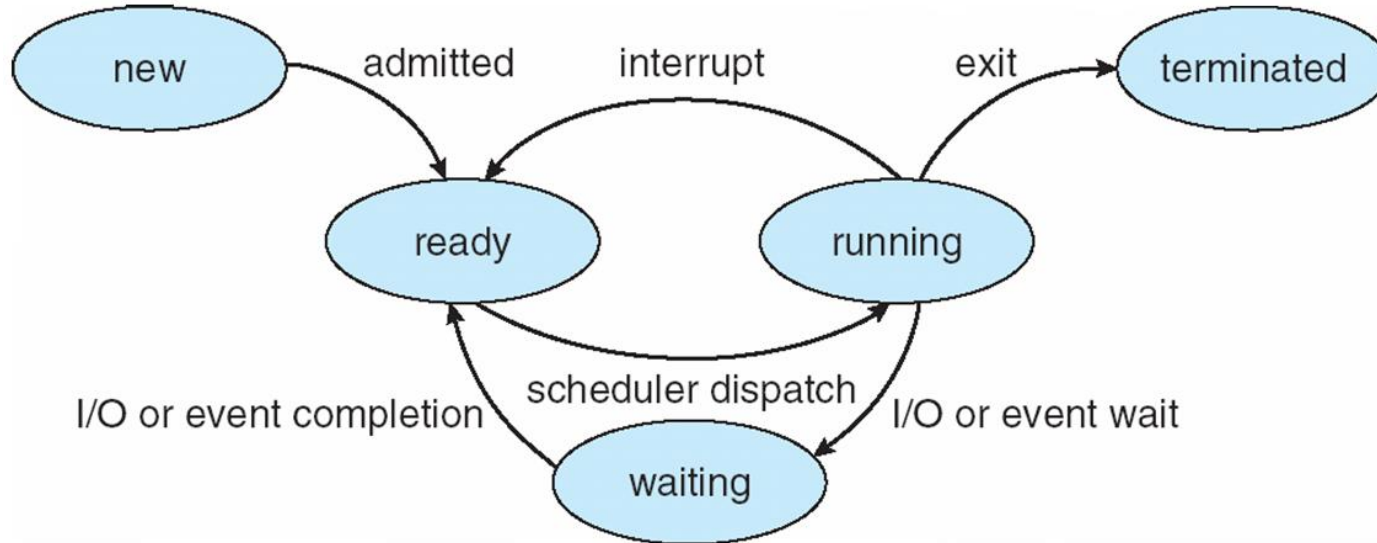 new
admitted
interrupt
exit
terminated
ready
running
I/O or event completion
scheduler dispatch
I/O or event wait
waiting